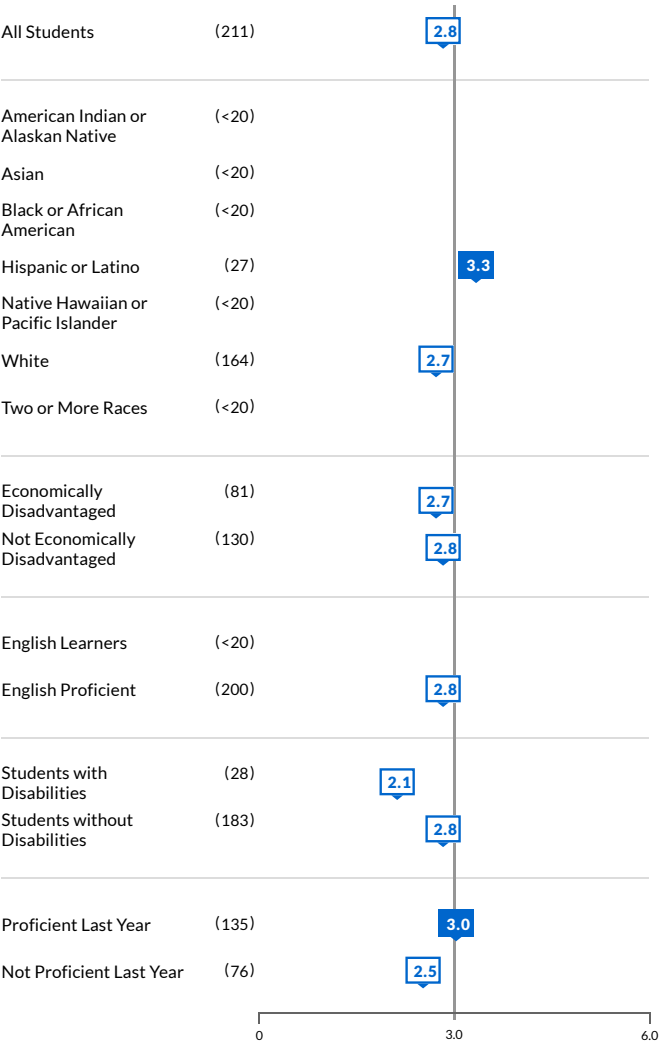 All Students (211) 2.8
American Indian or (<20)
Alaskan Native
Asian (<20)
Black or African (<20)
American
Hispanic or Latino (27) 3.3
Native Hawaiian or (<20)
Pacific Islander
White (164) 2.7
Two or More Races (<20)
Economically (81) 2.7
Disadvantaged
Not Economically (130) 2.8
Disadvantaged
English Learners (<20)
English Proficient (200) 2.8
Students with (28) 2.1
Disabilities
Students without (183) 2.8
Disabilities
Proficient Last Year (135) 3.0
Not Proficient Last Year (76) 2.5
0 3.0 6.0